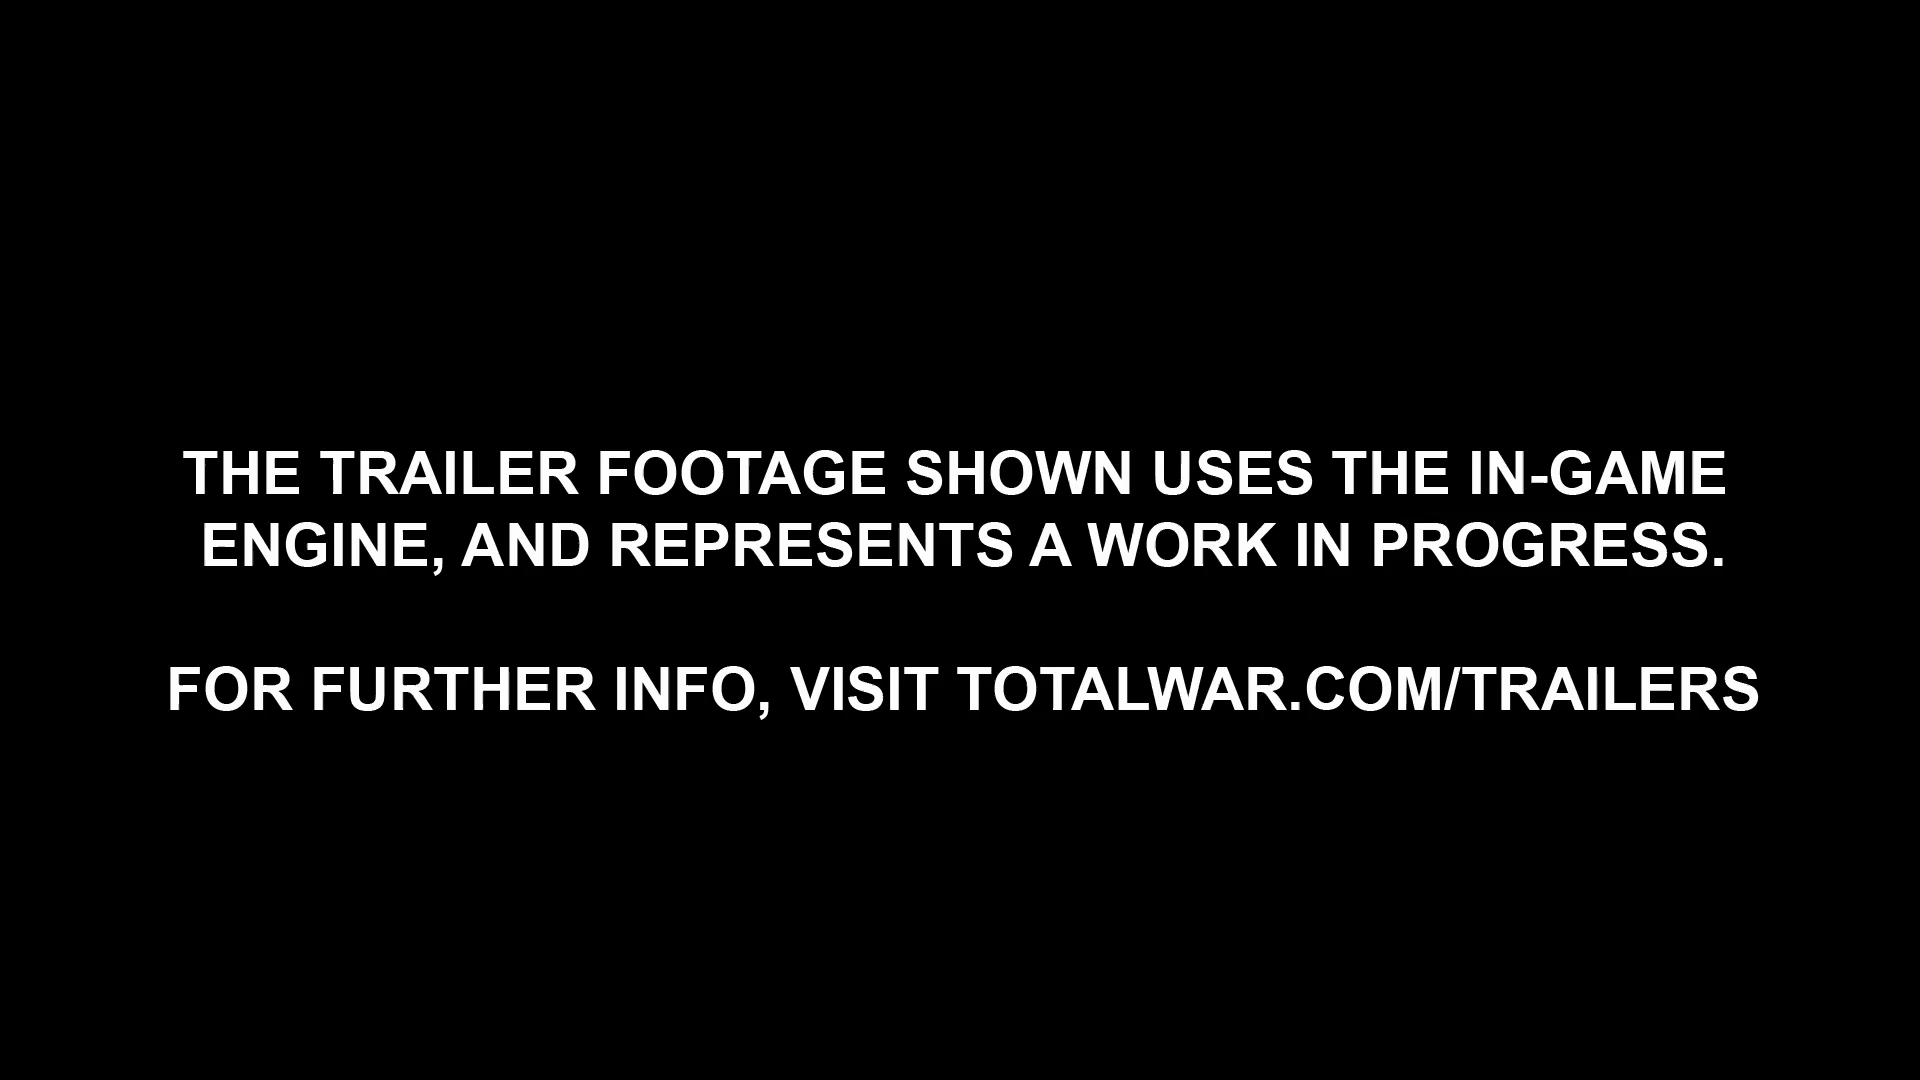 THE TRAILER FOOTAGE SHOWN USES THE IN-GAME
ENGINE, AND REPRESENTS A WORK IN PROGRESS.
FOR FURTHER INFO, VISIT TOTALWAR.COM/TRAILERS